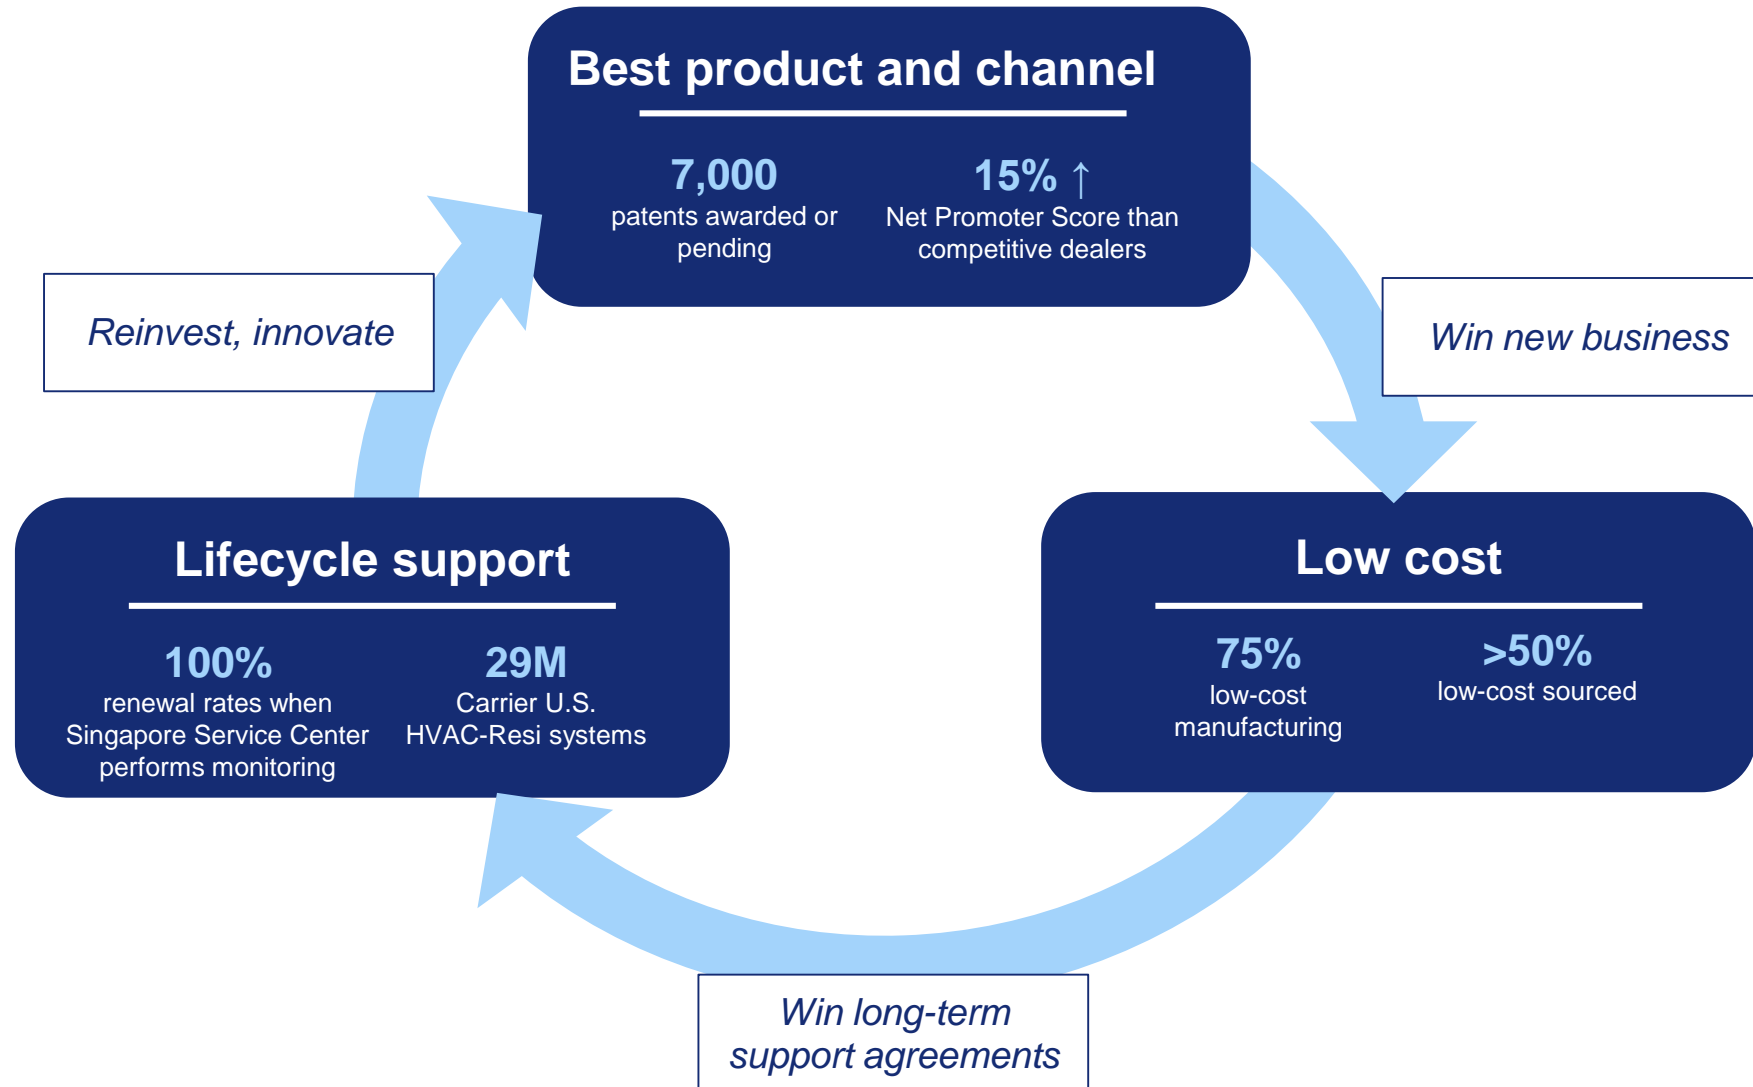 Best product and channel
7,000
patents awarded or
pending
15% ↑
Net Promoter Score than
competitive dealers
Reinvest, innovate
Win new business
Lifecycle support
100%
renewal rates when
Singapore Service Center
performs monitoring
29M
Carrier U.S.
HVAC-Resi systems
Low cost
75%
low-cost
manufacturing
>50%
low-cost sourced
Win long-term
support agreements